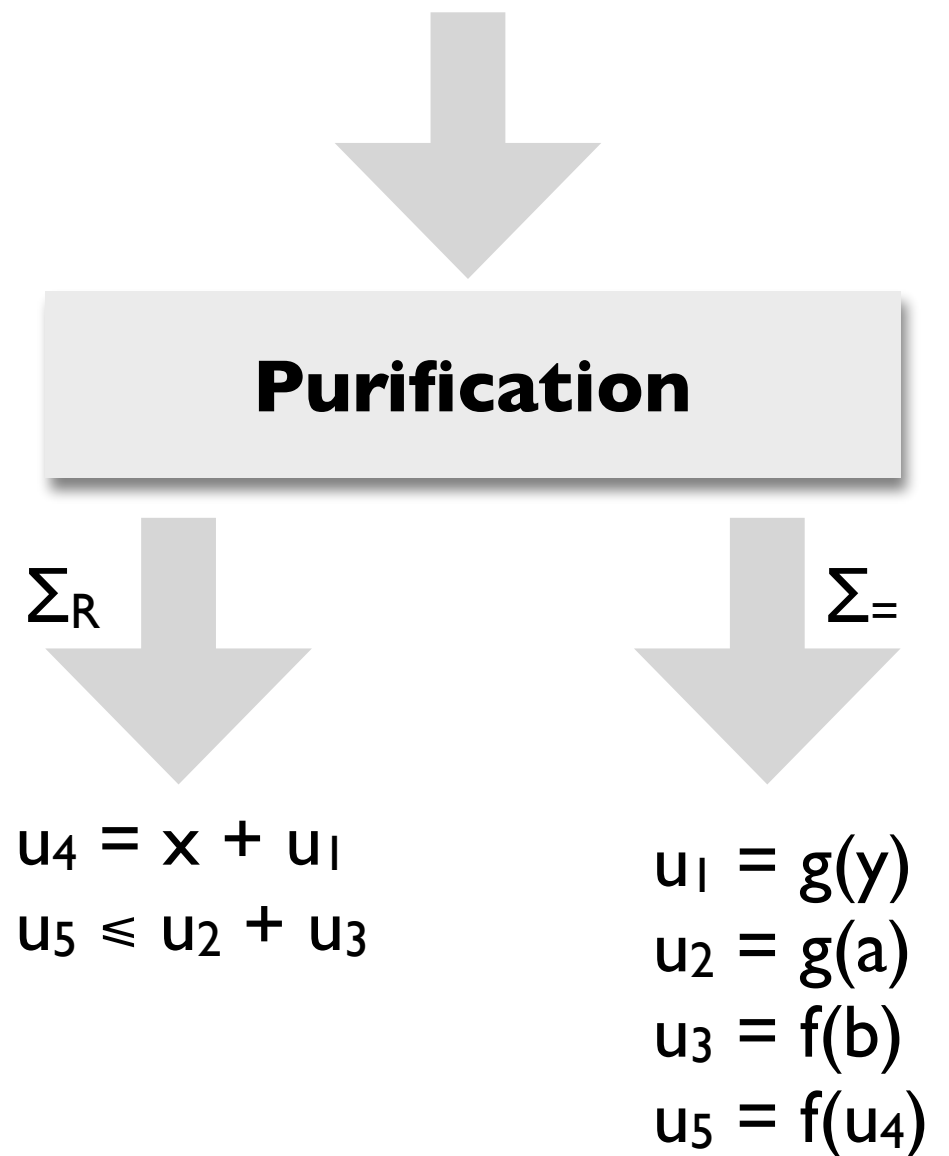 Purification
Σ_R
Σ_=
u₄ = x + u₁
u₅ ⩽ u₂ + u₃
u₁ = g(y)
u₂ = g(a)
u₃ = f(b)
u₅ = f(u₄)